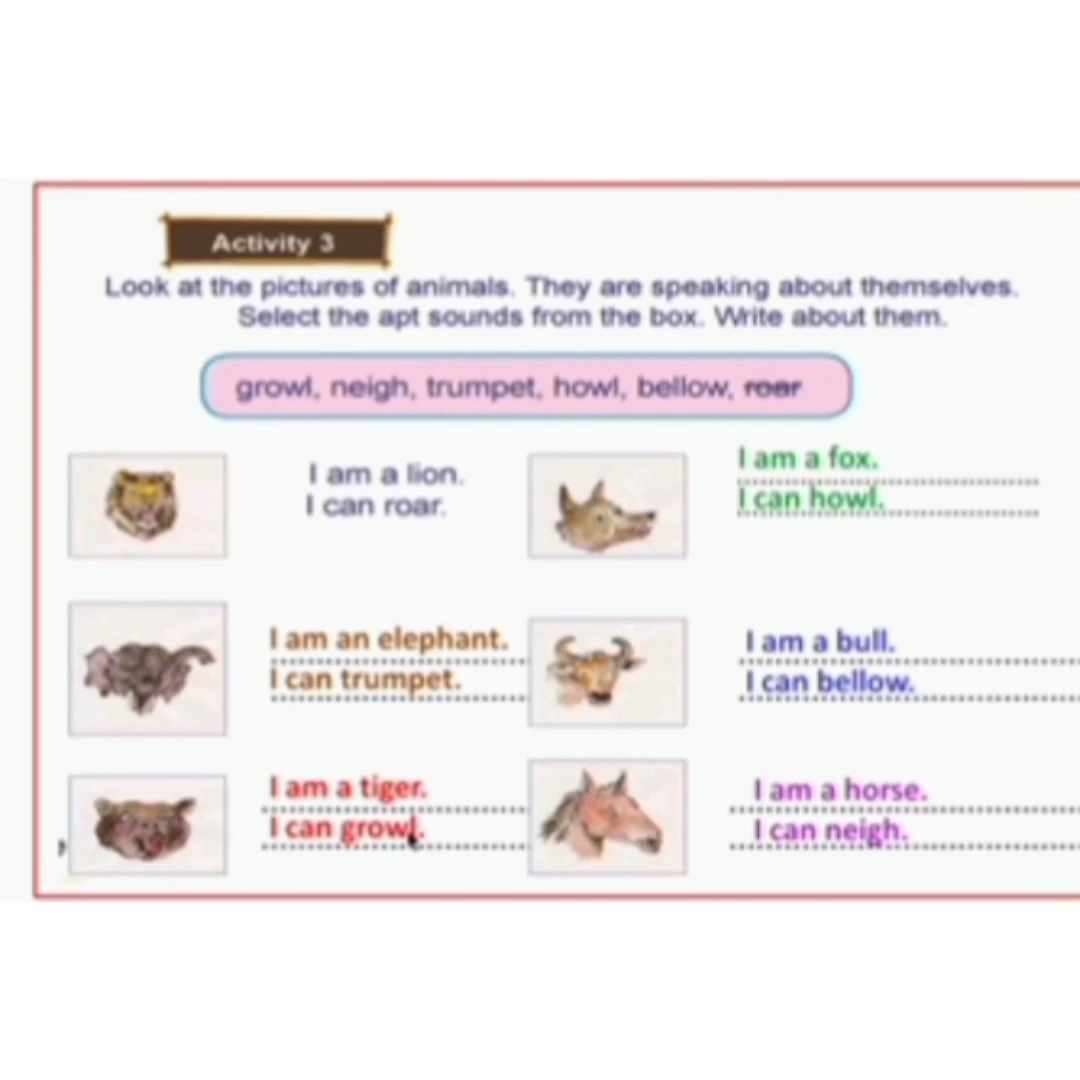 Activity 3
Look at the pictures of animals. They are speaking about themselves.
Select the apt sounds from the box. Write about them.
growl, neigh, trumpet, howl, bellow, roar
I am a lion.
I can roar.
I am a fox.
I can howl.
I am an elephant.
I can trumpet.
I am a bull.
I can bellow.
I am a tiger.
I can growl.
I am a horse.
I can neigh.